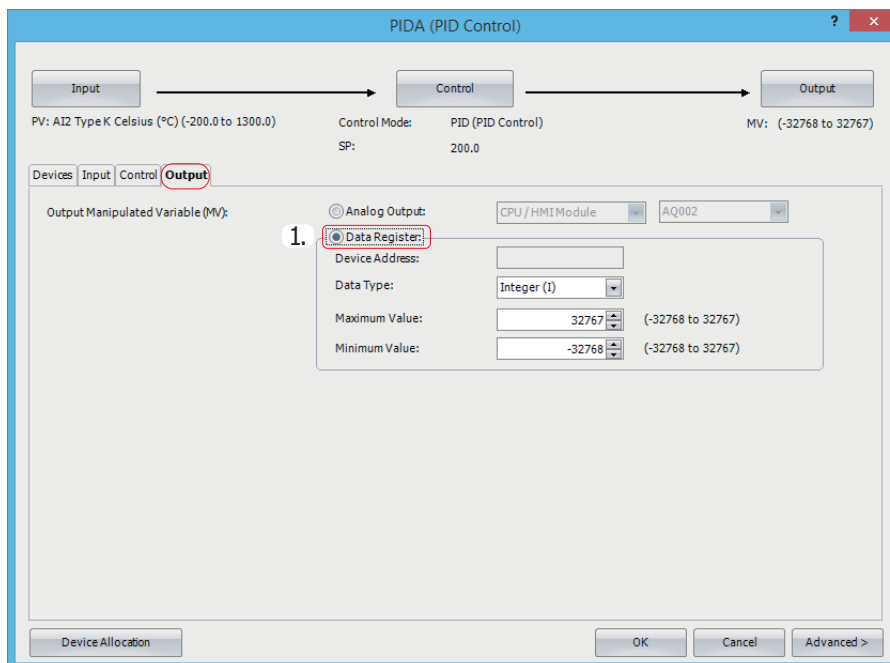 PIDA (PID Control)
? ×
Input
Control
Output
PV: AI2 Type K Celsius (°C) (-200.0 to 1300.0)
Control Mode: PID (PID Control)
MV: (-32768 to 32767)
SP: 200.0
Devices Input Control Output
Output Manipulated Variable (MV):
Analog Output: CPU / HMI Module AQ002
1. Data Register:
Device Address:
Data Type: Integer (I)
Maximum Value: 32767 (-32768 to 32767)
Minimum Value: -32768 (-32768 to 32767)
Device Allocation
OK
Cancel
Advanced >